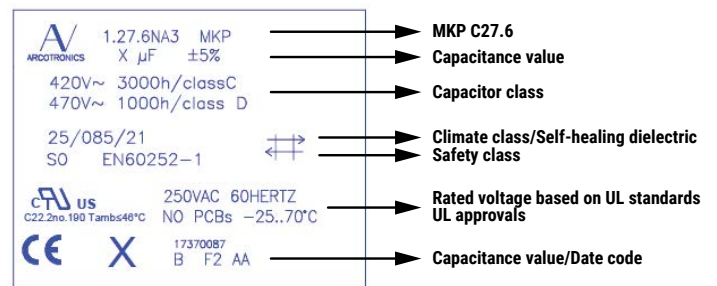 1.27.6NA3 MKP
ARCOTRONICS X µF ±5%
420V~ 3000h/classC
470V~ 1000h/class D
25/085/21
SO EN60252-1
c US 250VAC 60HERTZ
C22.2no.190 Tamb≤46°C NO PCBs -25..70°C
CE X 17370087
B F2 AA
MKP C27.6
Capacitance value
Capacitor class
Climate class/Self-healing dielectric
Safety class
Rated voltage based on UL standards
UL approvals
Capacitance value/Date code